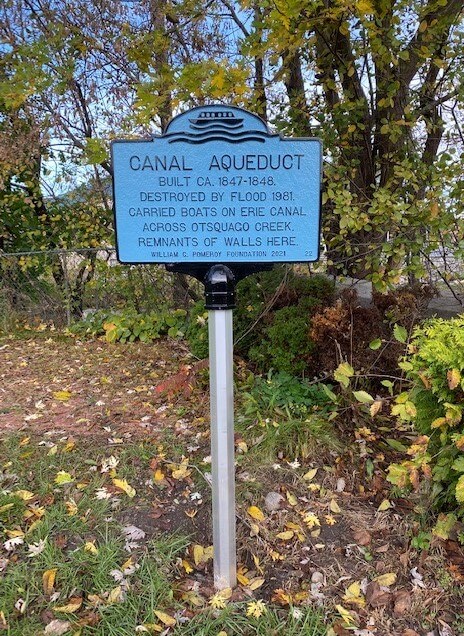 CANAL AQUEDUCT
BUILT CA. 1847-1848.
DESTROYED BY FLOOD 1981.
CARRIED BOATS ON ERIE CANAL
ACROSS OTSQUAGO CREEK.
REMNANTS OF WALLS HERE.
WILLIAM G. POMEROY FOUNDATION 2021 22